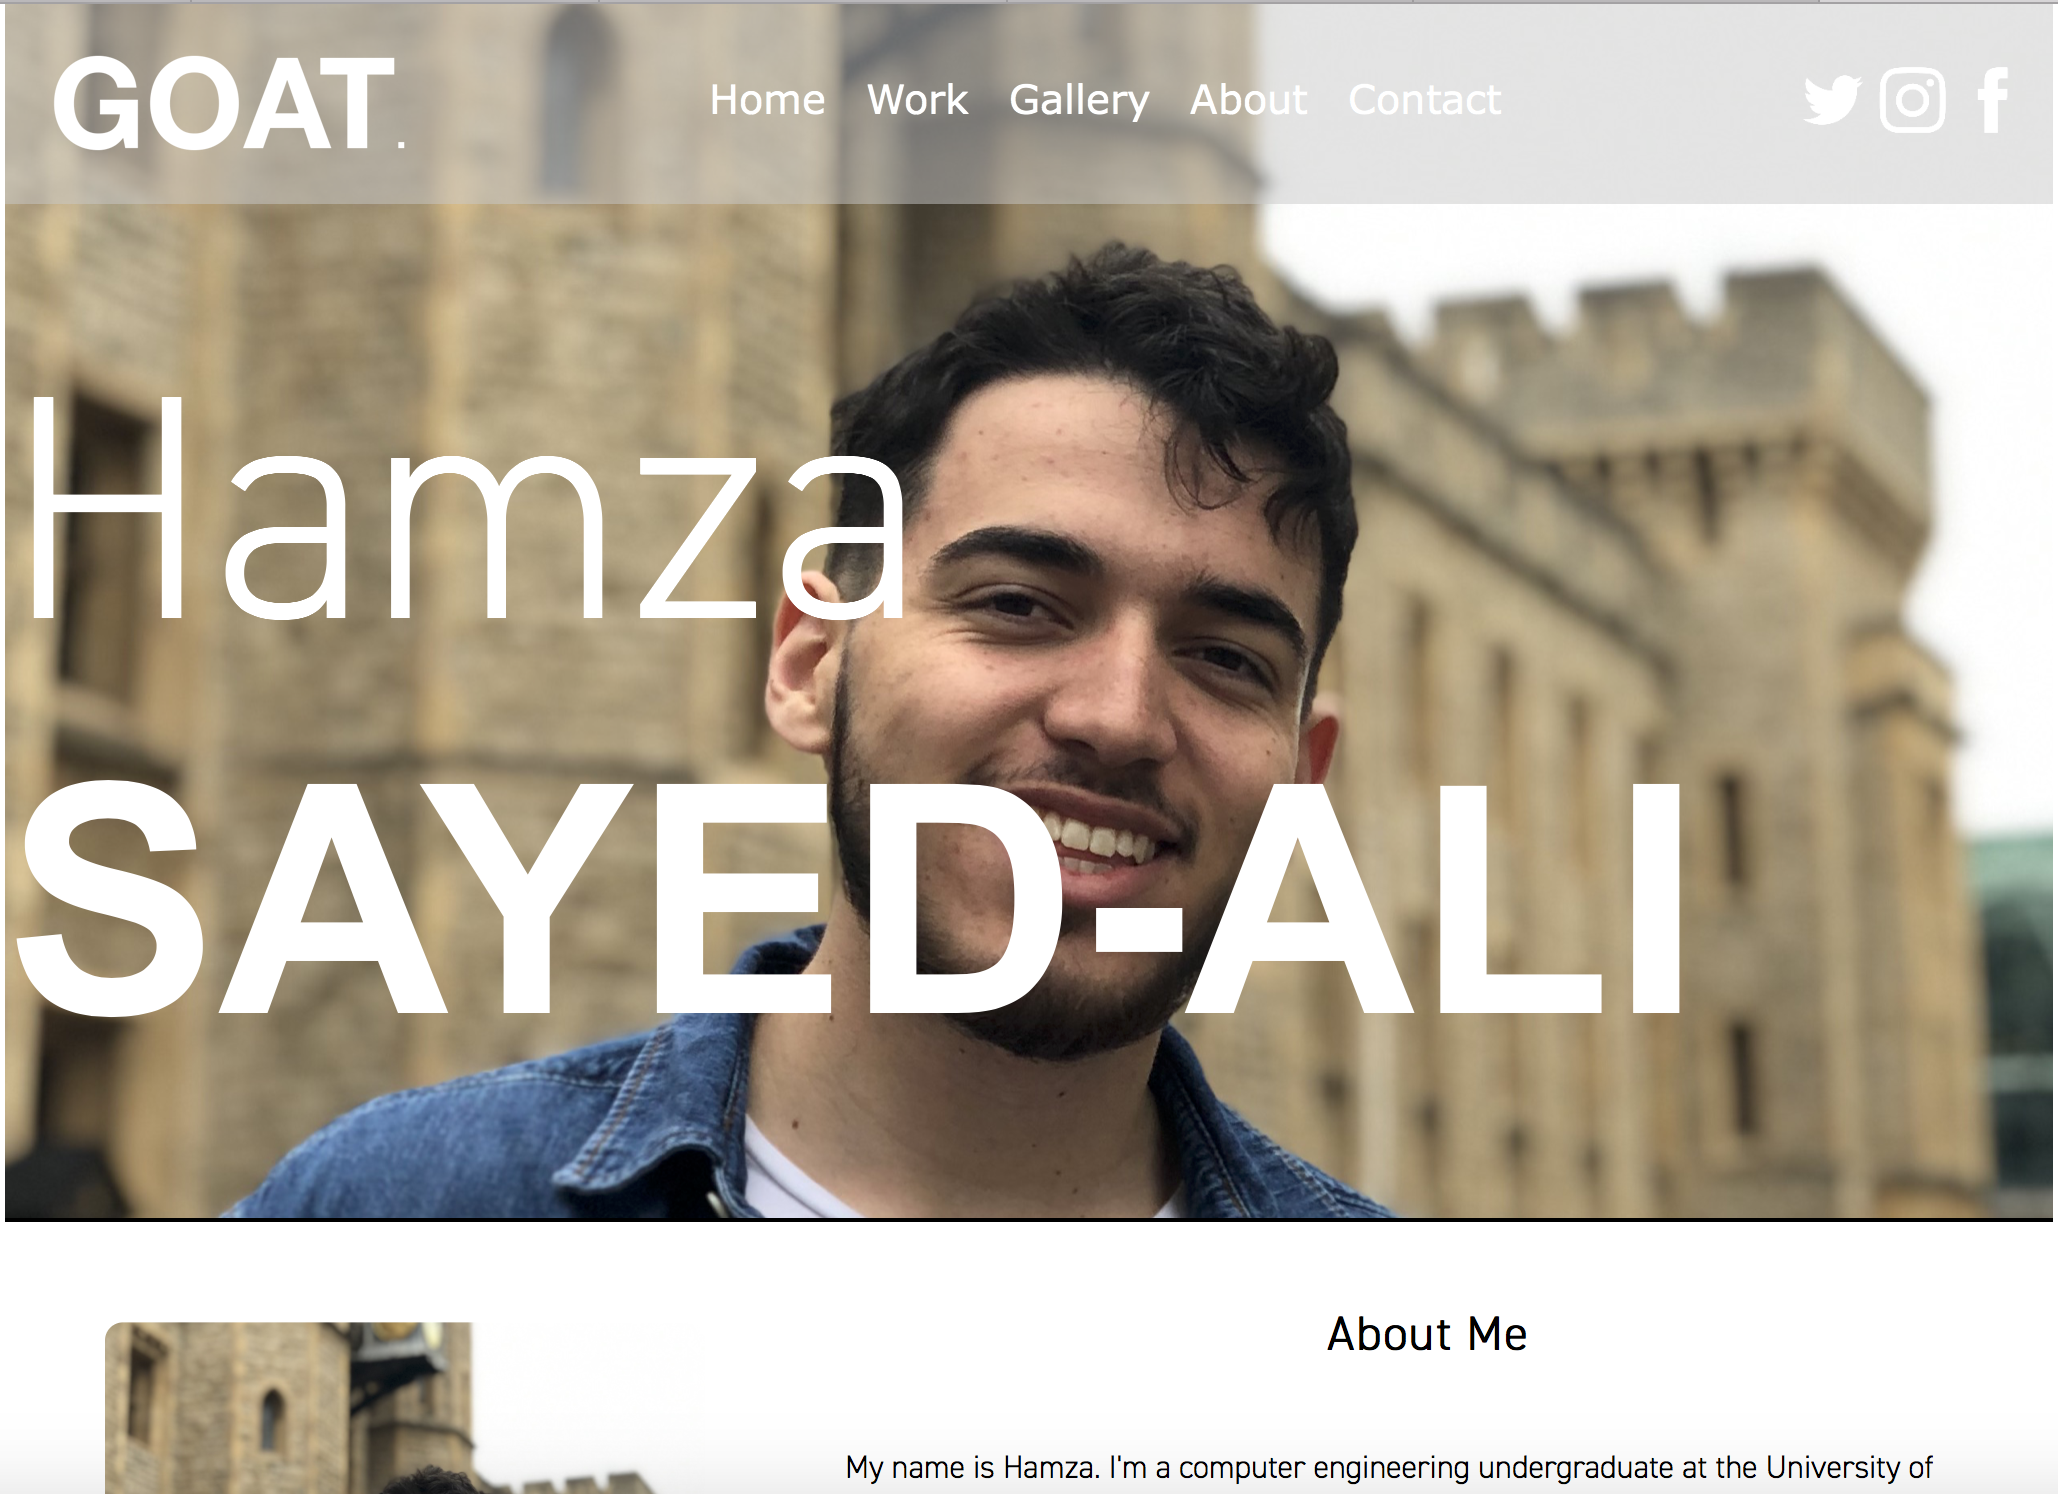 GOAT.
Home Work Gallery About Contact
Hamza
SAYED-ALI
About Me
My name is Hamza. I'm a computer engineering undergraduate at the University of